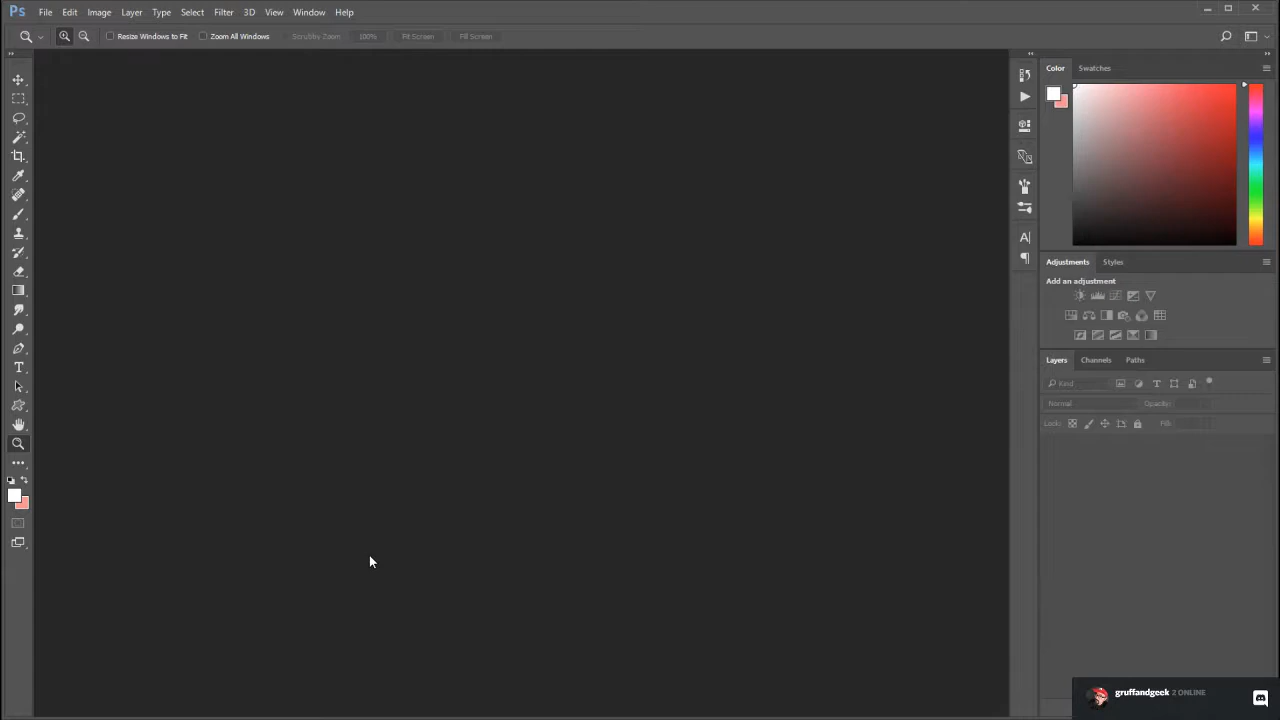 Ps File Edit Image Layer Type Select Filter 3D View Window Help
Resize Windows to Fit Zoom All Windows Scrubby Zoom 100% Fit Screen Fill Screen
Color Swatches
Adjustments Styles
Add an adjustment
Layers Channels Paths
Kind
Normal Opacity:
Lock: Fill:
gruffandgeek 2 ONLINE